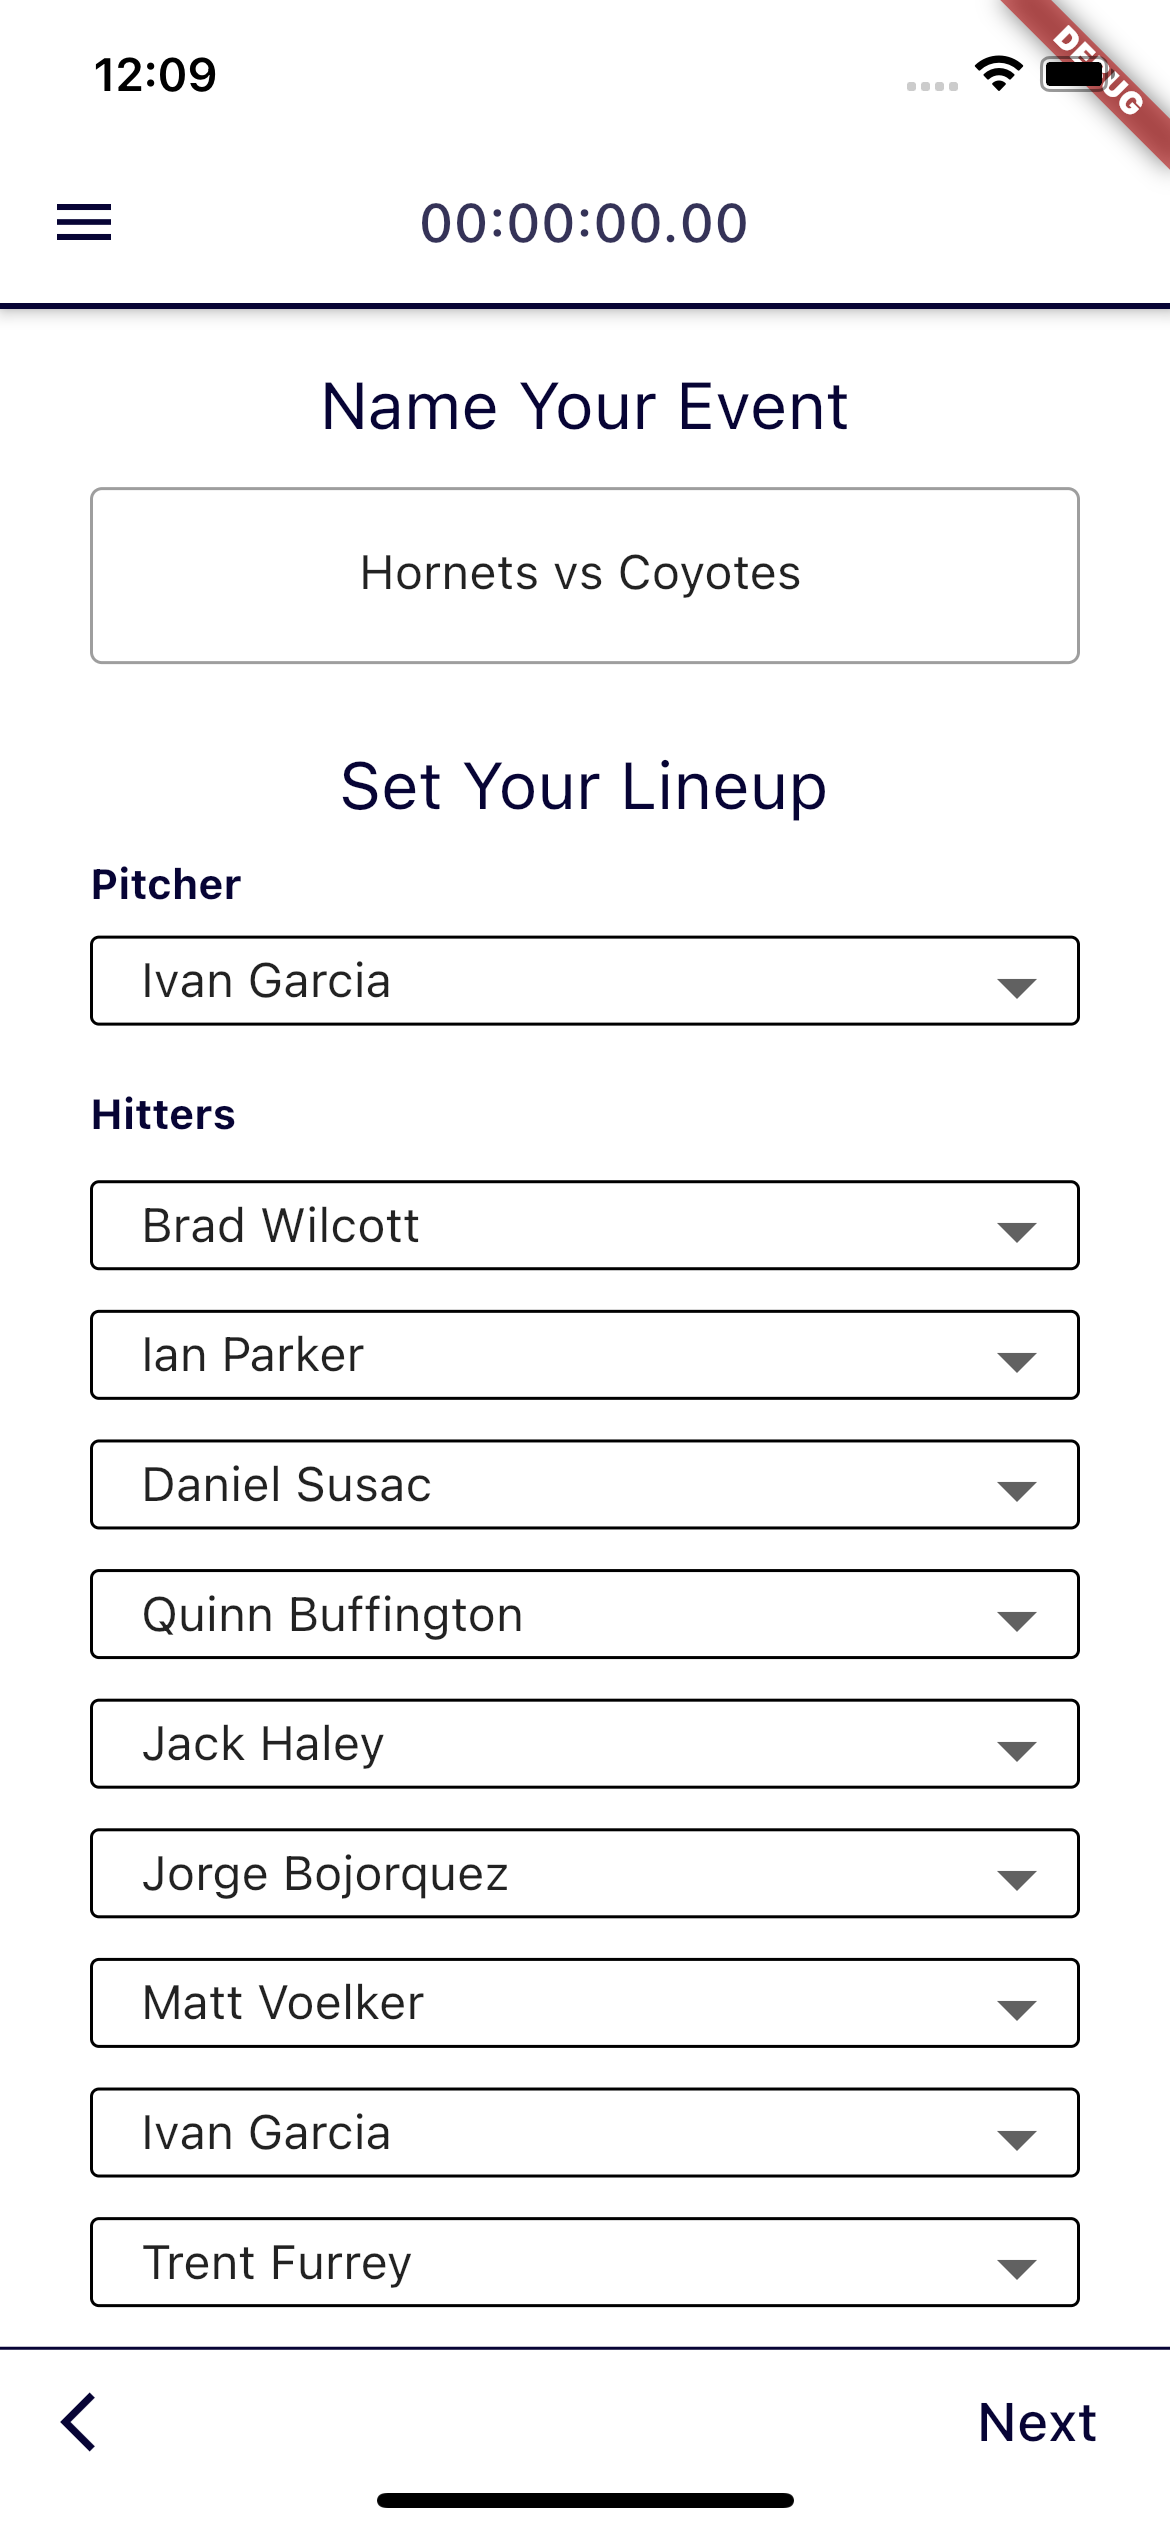 12:09
DEBUG
00:00:00.00
Name Your Event
Hornets vs Coyotes
Set Your Lineup
Pitcher
Ivan Garcia
Hitters
Brad Wilcott
Ian Parker
Daniel Susac
Quinn Buffington
Jack Haley
Jorge Bojorquez
Matt Voelker
Ivan Garcia
Trent Furrey
Next